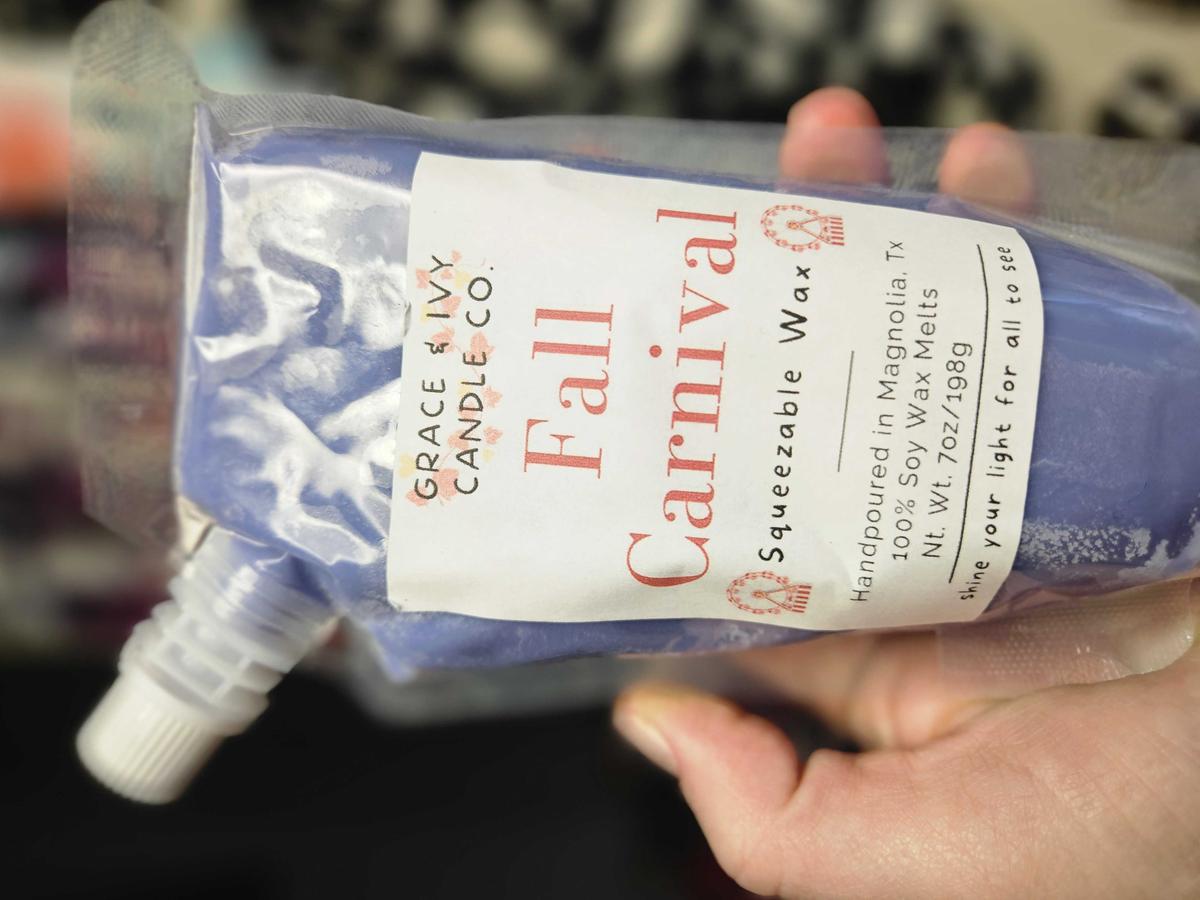 GRACE & IVY
CANDLE CO.
Fall
Carnival
Squeezable Wax
Handpoured in Magnolia, Tx
100% Soy Wax Melts
Nt. Wt. 7oz/198g
shine your light for all to see